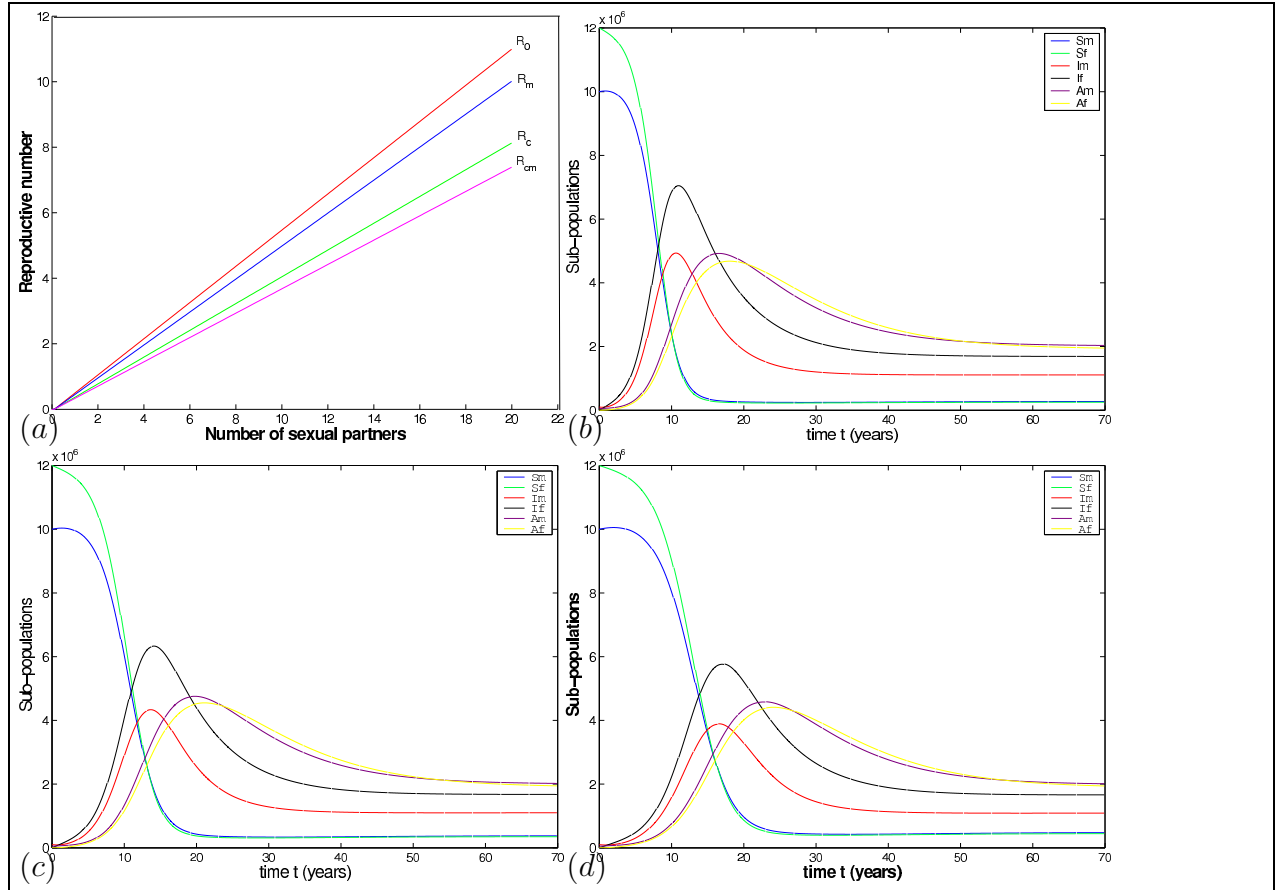 12
10
8
6
4
2
0
0 2 4 6 8 10 12 14 16 18 20 22
Reproductive number
Number of sexual partners
R0
Rm
Rc
Rcm
(a)
x 10^6
12
10
8
6
4
2
0
0 10 20 30 40 50 60 70
Sub−populations
time t (years)
Sm
Sf
Im
If
Am
Af
(b)
x 10^6
12
10
8
6
4
2
0
0 10 20 30 40 50 60 70
Sub−populations
time t (years)
Sm
Sf
Im
If
Am
Af
(c)
x 10^6
12
10
8
6
4
2
0
0 10 20 30 40 50 60 70
Sub−populations
time t (years)
Sm
Sf
Im
If
Am
Af
(d)